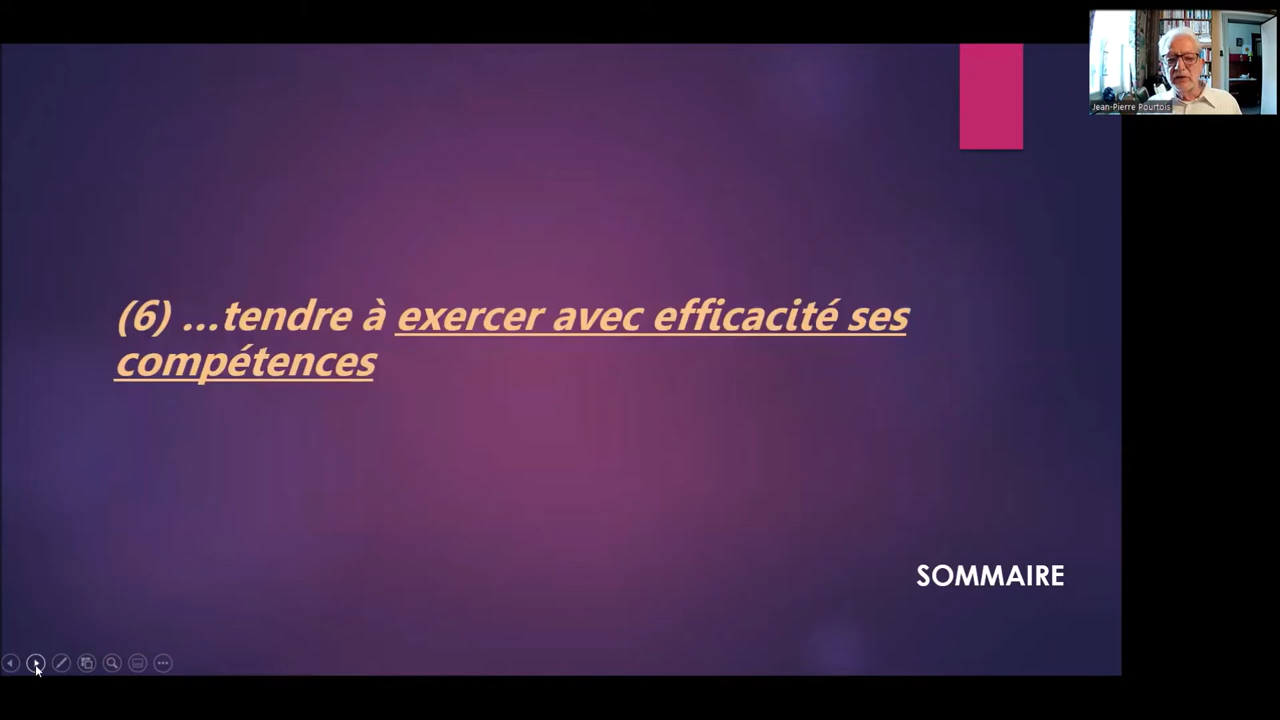 Jean-Pierre Pourtois
(6) ...tendre à exercer avec efficacité ses
compétences
SOMMAIRE